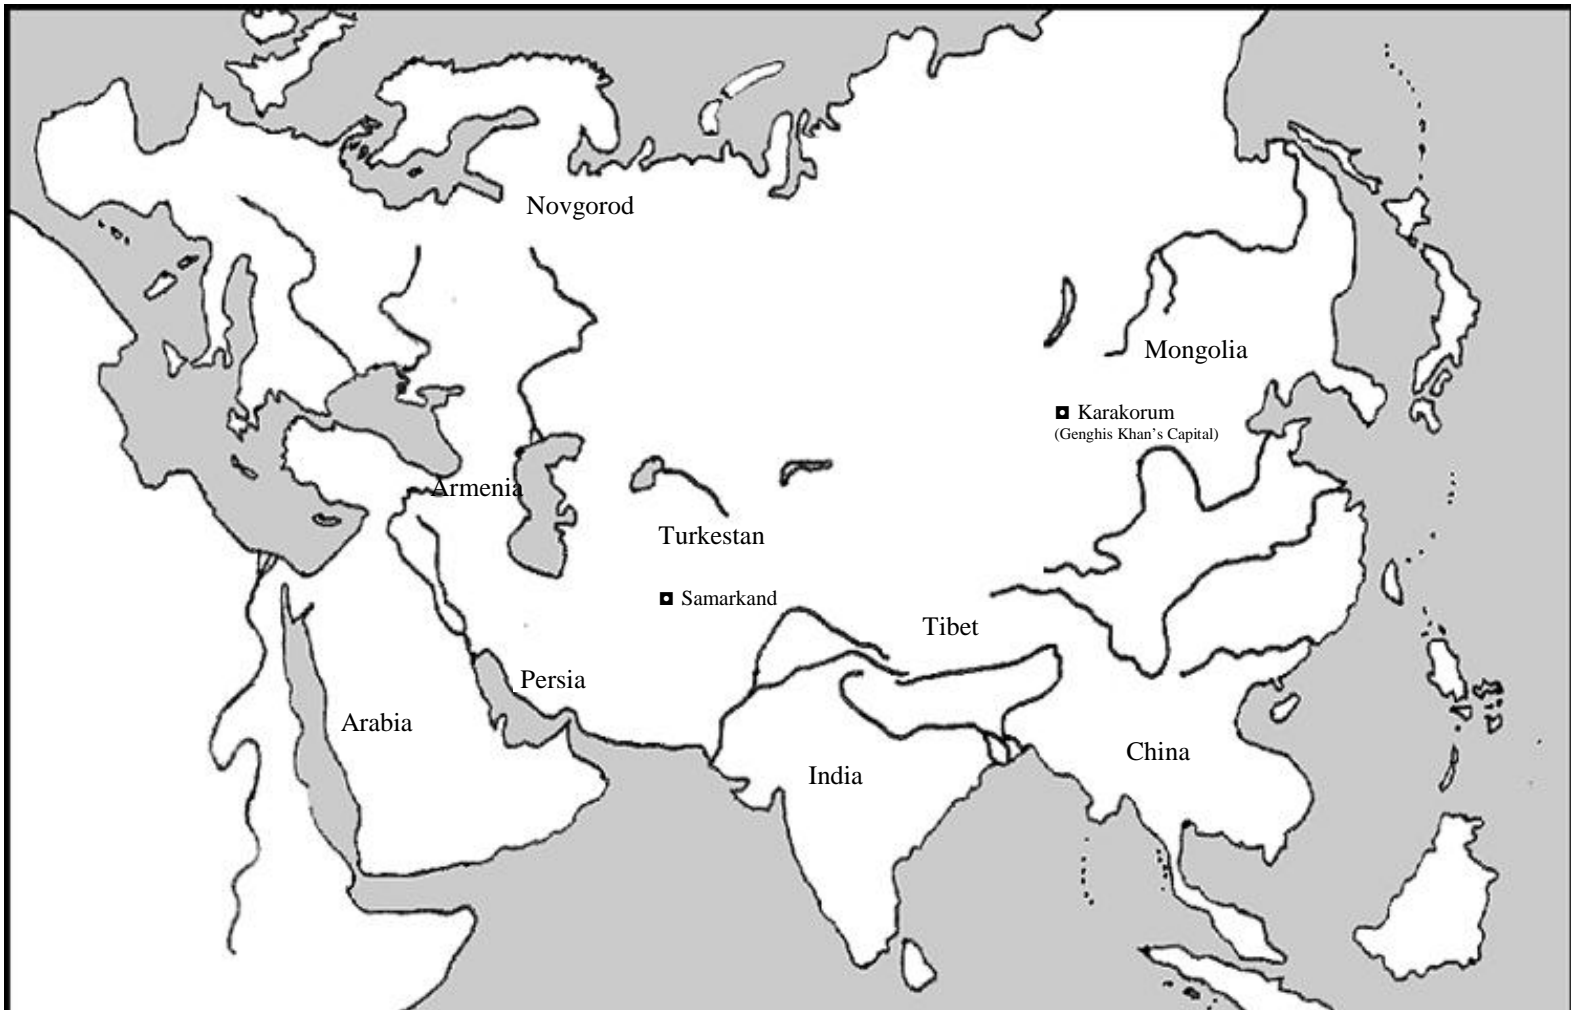 Novgorod
Mongolia
Karakorum
(Genghis Khan's Capital)
Armenia
Turkestan
Samarkand
Tibet
Persia
Arabia
China
India